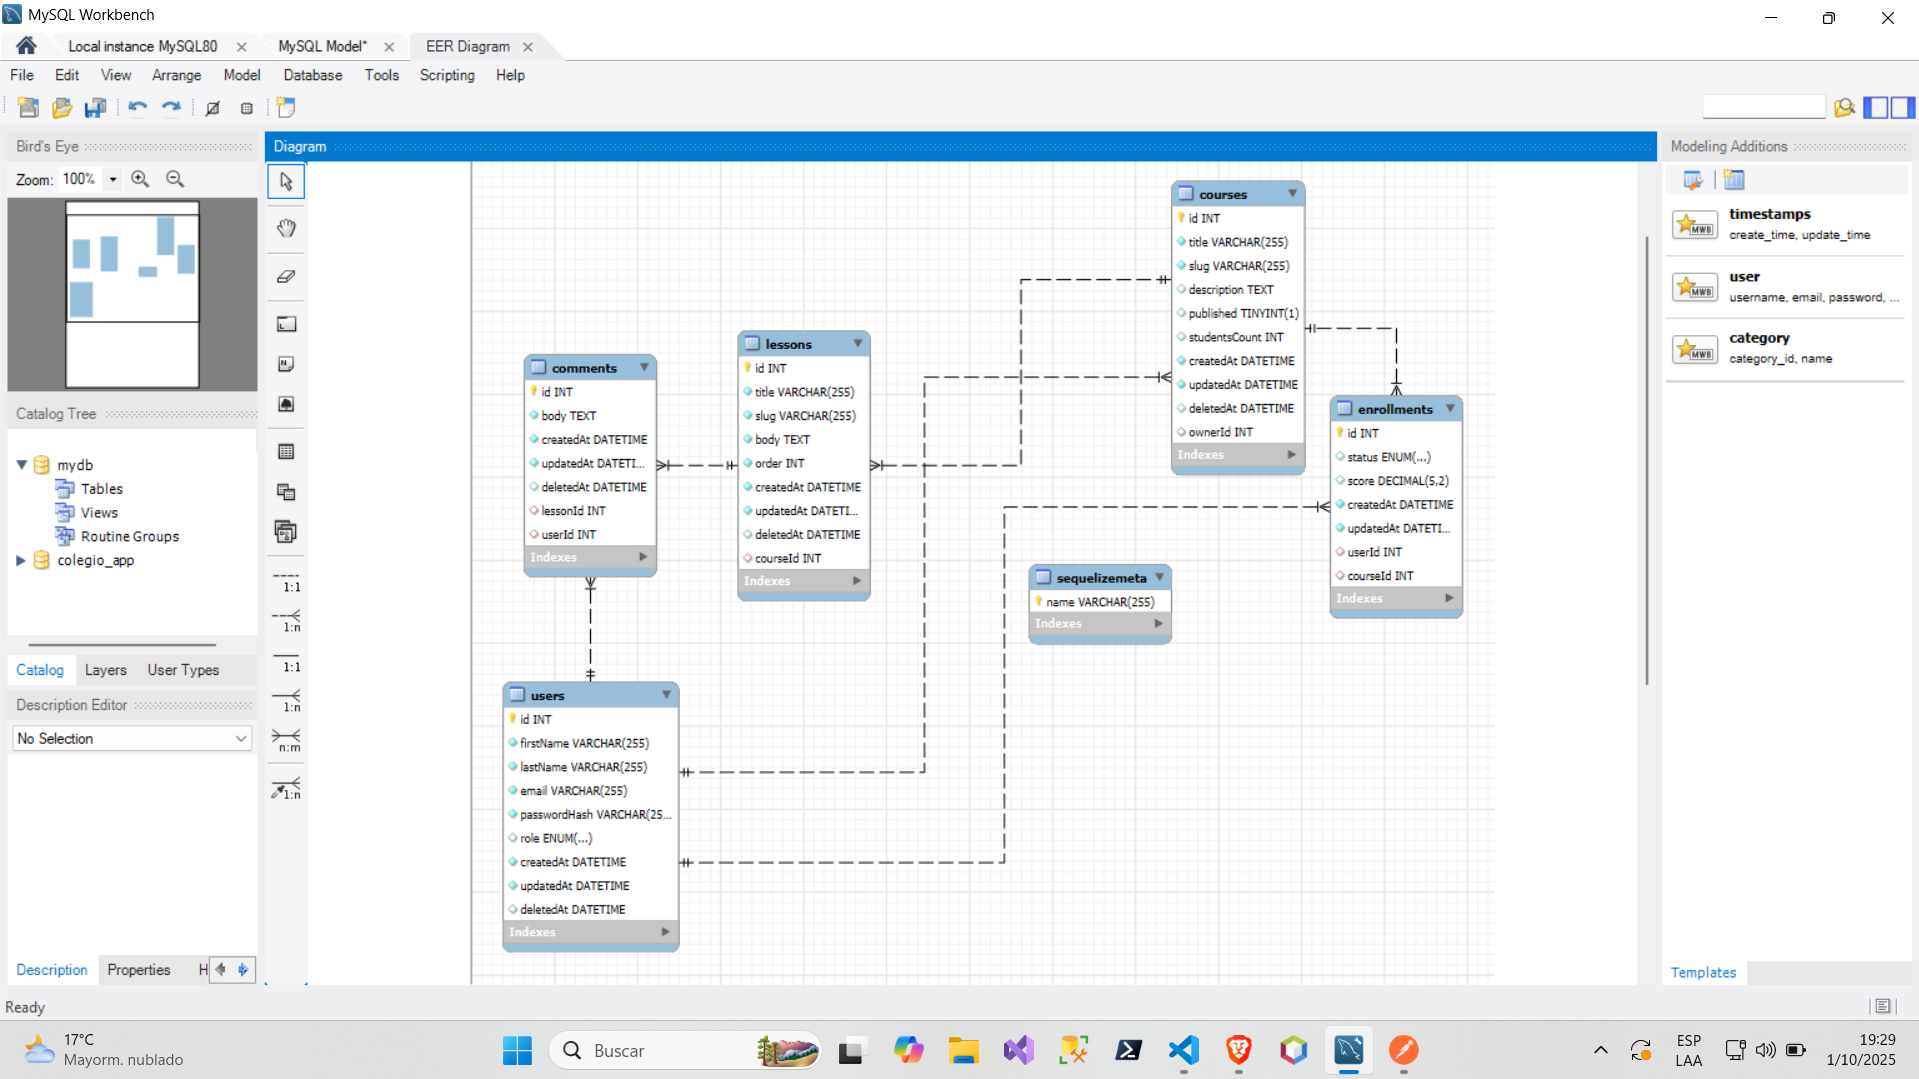 MySQL Workbench
Local instance MySQL80
MySQL Model*
EER Diagram
File Edit View Arrange Model Database Tools Scripting Help
Bird's Eye
Zoom: 100%
Catalog Tree
mydb
Tables
Views
Routine Groups
colegio_app
Catalog Layers User Types
Description Editor
No Selection
Description Properties H
Ready
1:1
1:n
1:1
1:n
n:m
1:n
Diagram
comments
id INT
body TEXT
createdAt DATETIME
updatedAt DATETI...
deletedAt DATETIME
lessonId INT
userId INT
Indexes
lessons
id INT
title VARCHAR(255)
slug VARCHAR(255)
body TEXT
order INT
createdAt DATETIME
updatedAt DATETI...
deletedAt DATETIME
courseId INT
Indexes
courses
id INT
title VARCHAR(255)
slug VARCHAR(255)
description TEXT
published TINYINT(1)
studentsCount INT
createdAt DATETIME
updatedAt DATETIME
deletedAt DATETIME
ownerId INT
Indexes
enrollments
id INT
status ENUM(...)
score DECIMAL(5,2)
createdAt DATETIME
updatedAt DATETI...
userId INT
courseId INT
Indexes
sequelizemeta
name VARCHAR(255)
Indexes
users
id INT
firstName VARCHAR(255)
lastName VARCHAR(255)
email VARCHAR(255)
passwordHash VARCHAR(25...
role ENUM(...)
createdAt DATETIME
updatedAt DATETIME
deletedAt DATETIME
Indexes
Modeling Additions
MWB
timestamps
create_time, update_time
MWB
user
username, email, password, ...
MWB
category
category_id, name
Templates
17°C
Mayorm. nublado
Buscar
ESP
LAA
19:29
1/10/2025